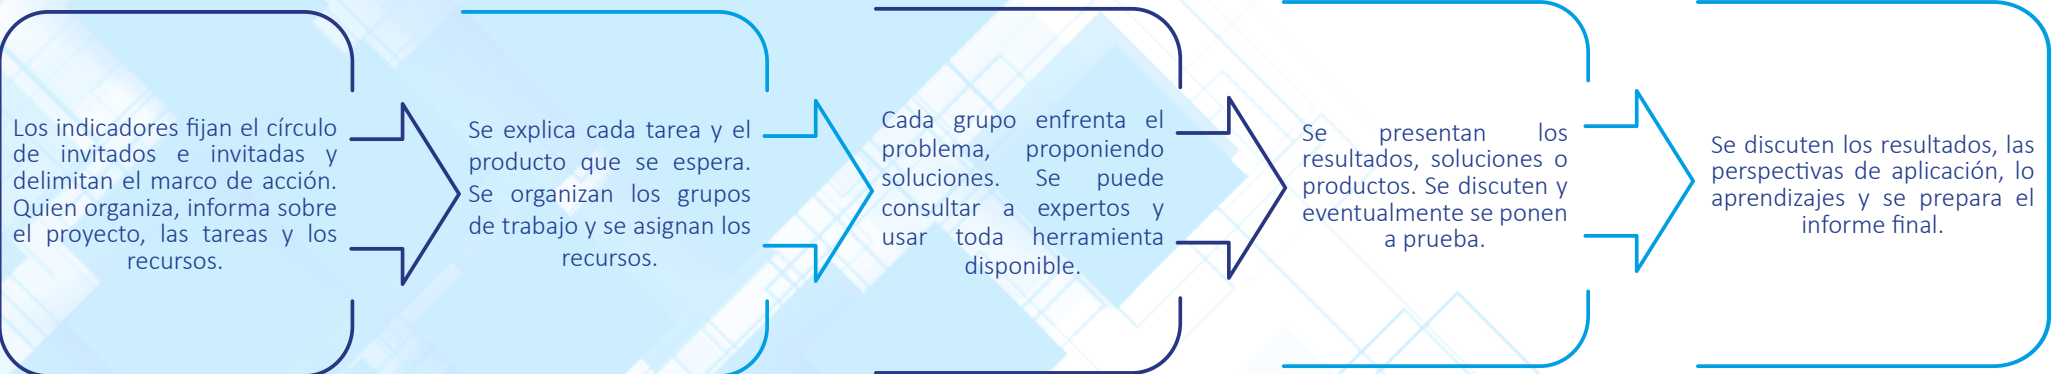 Los indicadores fijan el círculo
de invitados e invitadas y
delimitan el marco de acción.
Quien organiza, informa sobre
el proyecto, las tareas y los
recursos.
Se explica cada tarea y el
producto que se espera.
Se organizan los grupos
de trabajo y se asignan los
recursos.
Cada grupo enfrenta el
problema, proponiendo
soluciones. Se puede
consultar a expertos y
usar toda herramienta
disponible.
Se presentan los
resultados, soluciones o
productos. Se discuten y
eventualmente se ponen
a prueba.
Se discuten los resultados, las
perspectivas de aplicación, lo
aprendizajes y se prepara el
informe final.